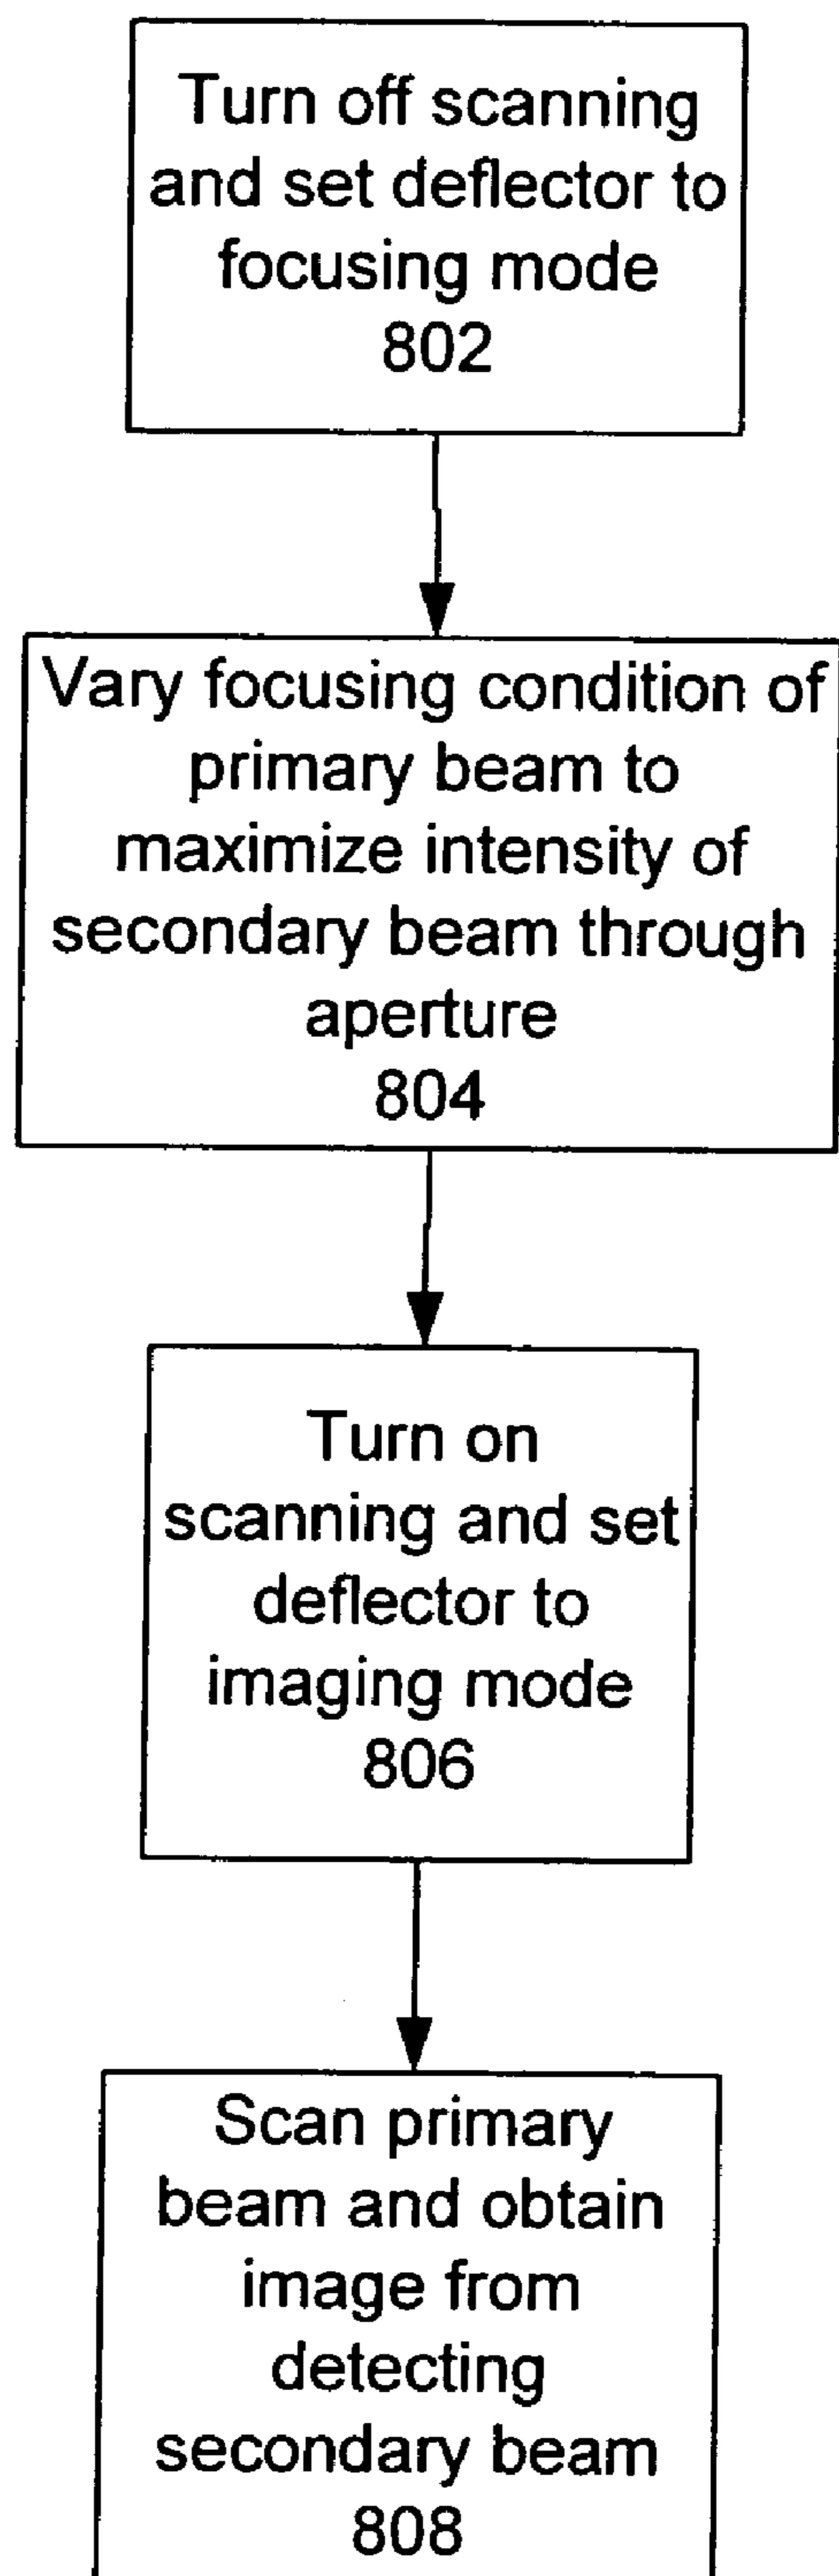 Turn off scanning
and set deflector to
focusing mode
802
Vary focusing condition of
primary beam to
maximize intensity of
secondary beam through
aperture
804
Turn on
scanning and set
deflector to
imaging mode
806
Scan primary
beam and obtain
image from
detecting
secondary beam
808